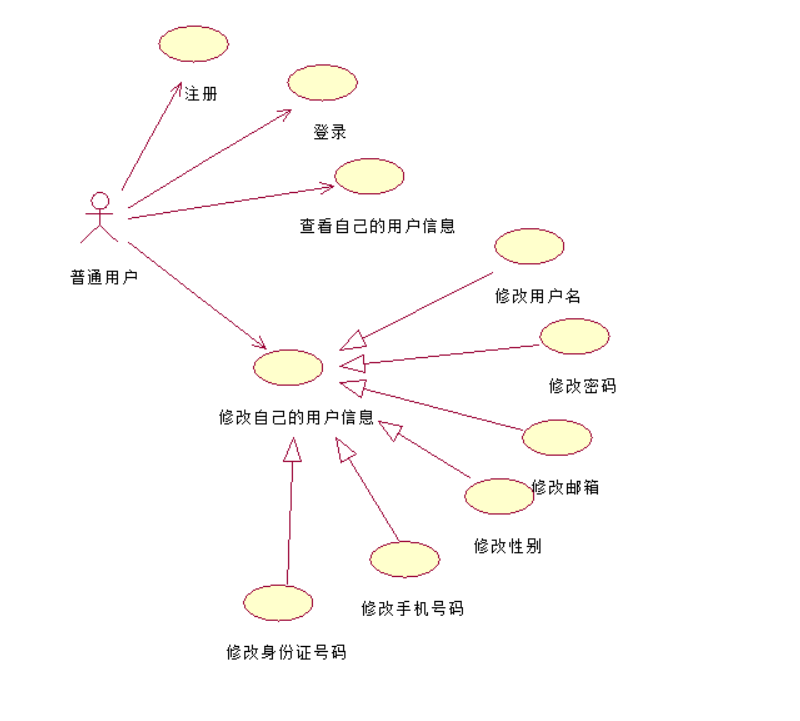 注册
登录
查看自己的用户信息
普通用户
修改用户名
修改密码
修改自己的用户信息
修改邮箱
修改性别
修改手机号码
修改身份证号码